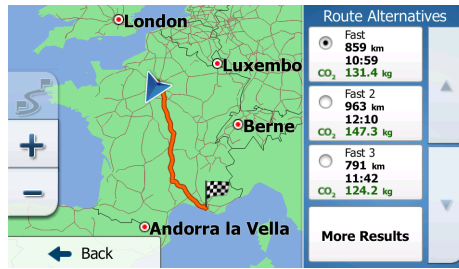 London
Luxembo
Berne
Andorra la Vella
Back
Route Alternatives
Fast
859 km
10:59
CO₂ 131.4 kg
Fast 2
963 km
12:10
CO₂ 147.3 kg
Fast 3
791 km
11:42
CO₂ 124.2 kg
More Results